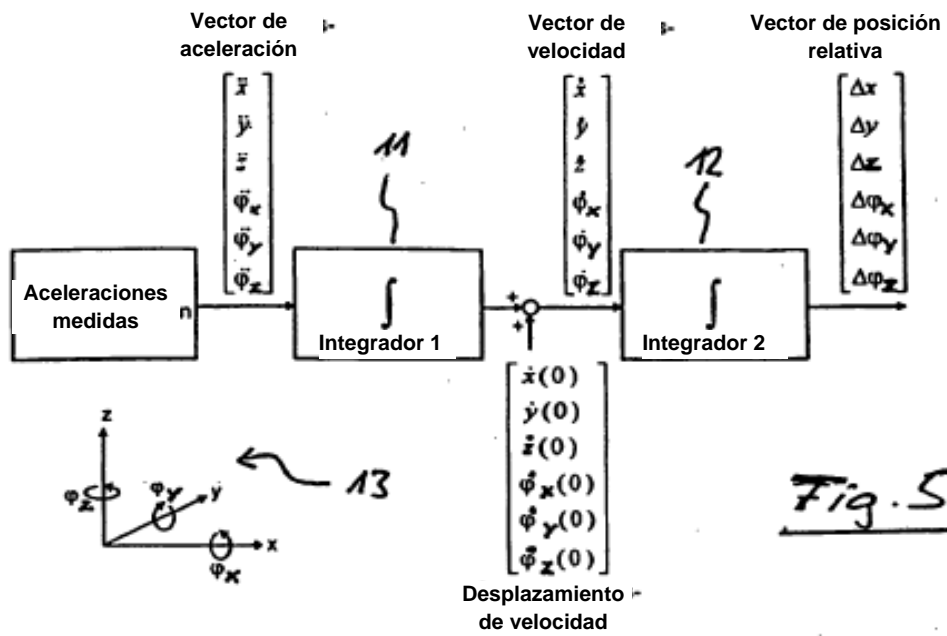 Vector de
aceleración
Vector de
velocidad
Vector de posición
relativa
ẍ
ÿ
z̈
φ̈x
φ̈y
φ̈z
ẋ
ẏ
ż
φ̇x
φ̇y
φ̇z
Δx
Δy
Δz
Δφx
Δφy
Δφz
11
12
Aceleraciones
medidas
n
∫
Integrador 1
+
+
∫
Integrador 2
ẋ(0)
ẏ(0)
ż(0)
φ̇x(0)
φ̇y(0)
φ̇z(0)
Desplazamiento
de velocidad
z
φz
φy
y
x
φx
13
Fig. 5